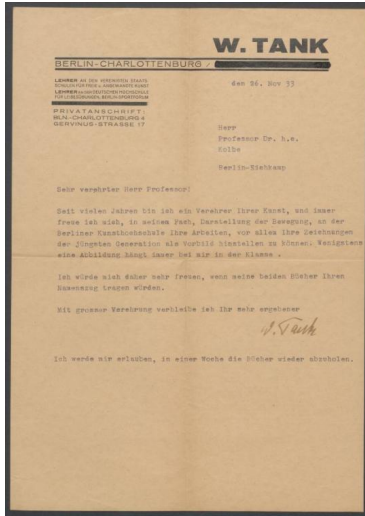 W. TANK
BERLIN-CHARLOTTENBURG /
LEHRER AN DEN VEREINIGTEN STAATS
SCHULEN FÜR FREIE U. ANGEWANDTE KUNST
LEHRER AN DER DEUTSCHEN HOCHSCHULE
FÜR LEIBESÜBUNGEN, BERLIN-SPORTFORUM
PRIVATANSCHRIFT:
BLN-CHARLOTTENBURG 4
GERVINUS-STRASSE 17
den 26. Nov 33
Herr
Professor Dr. h.c.
Kolbe
Berlin-Eichkamp
Sehr verehrter Herr Professor!
Seit vielen Jahren bin ich ein Verehrer Ihrer Kunst, und immer
freue ich mich, in meinem Fach, Darstellung der Bewegung, an der
Berliner Kunsthochschule Ihre Arbeiten, vor allem Ihre Zeichnungen
der jüngsten Generation als Vorbild hinstellen zu können. Wenigstens
eine Abbildung hängt immer bei mir in der Klasse.
Ich würde mich daher sehr freuen, wenn meine beiden Bücher Ihren
Namenszug tragen würden.
Mit grosser Verehrung verbleibe ich Ihr sehr ergebener
W. Tank
Ich werde mir erlauben, in einer Woche die Bücher wieder abzuholen.